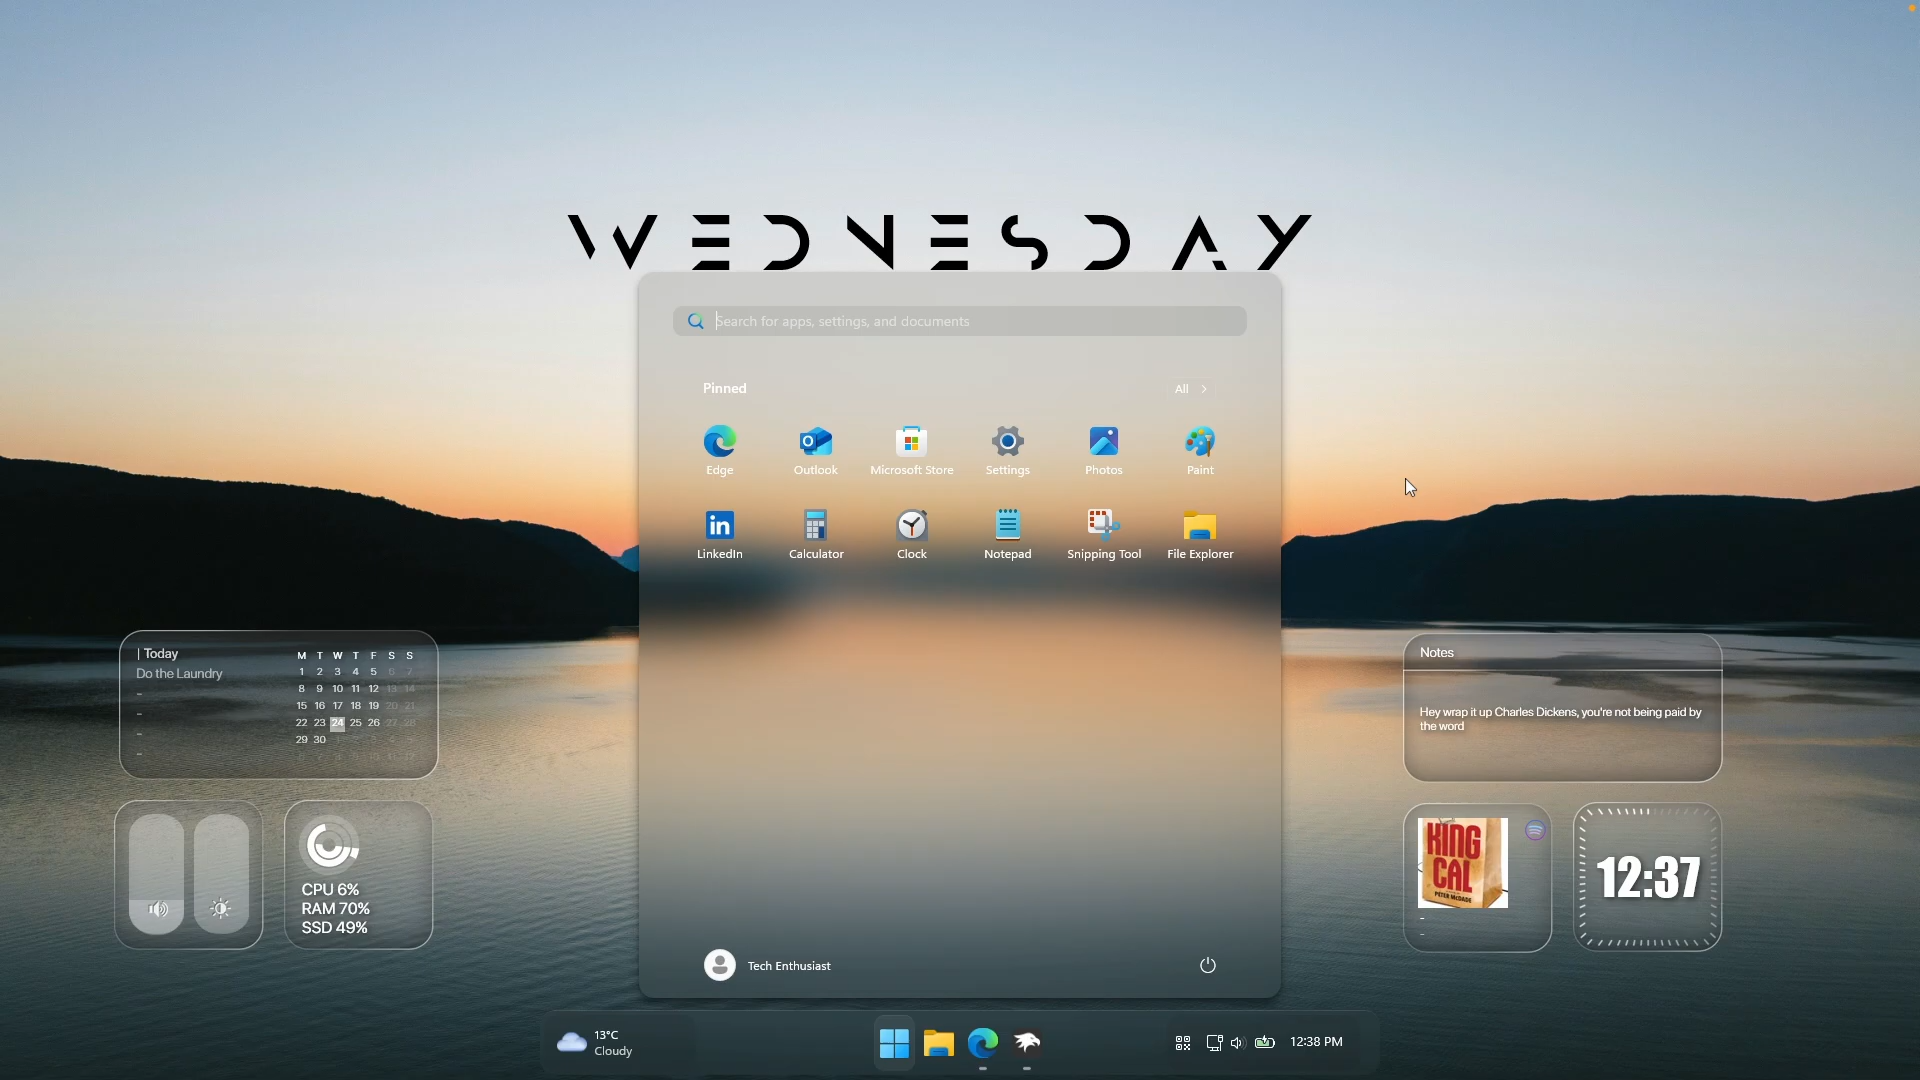 WEDNESDAY
Search for apps, settings, and documents
Pinned
All
Edge
Outlook
Microsoft Store
Settings
Photos
Paint
LinkedIn
Calculator
Clock
Notepad
Snipping Tool
File Explorer
Tech Enthusiast
| Today
Do the Laundry
-
-
-
-
M T W T F S S
1 2 3 4 5 6 7
8 9 10 11 12 13 14
15 16 17 18 19 20 21
22 23 24 25 26 27 28
29 30
CPU 6%
RAM 70%
SSD 49%
Notes
Hey wrap it up Charles Dickens, you're not being paid by
the word
KING
CAL
PETER McDADE
-
-
12:37
13°C
Cloudy
12:38 PM